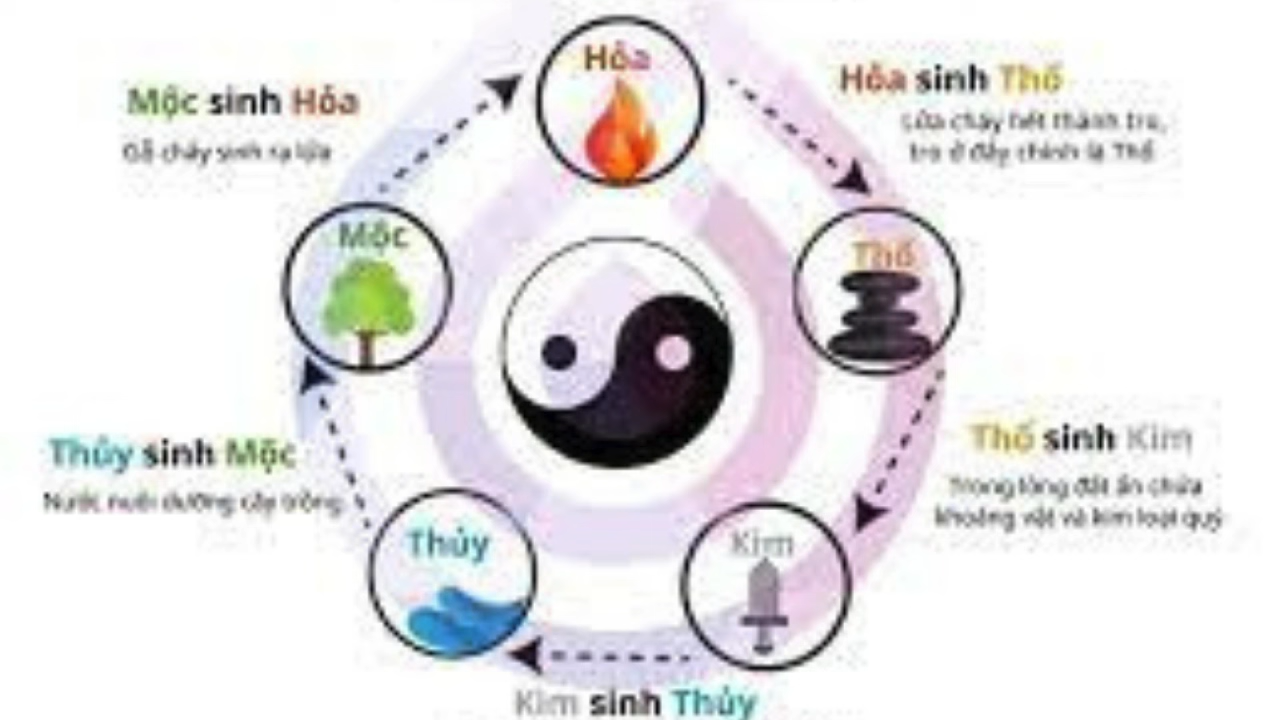 Hỏa
Mộc sinh Hỏa
Gỗ cháy sinh ra lửa
Hỏa sinh Thổ
Lửa cháy hết thành tro,
tro ở đây chính là Thổ
Mộc
Thổ
Thủy sinh Mộc
Nước nuôi dưỡng cây trồng
Thổ sinh Kim
Trong lòng đất ẩn chứa
khoáng vật và kim loại quý
Thủy
Kim
Kim sinh Thủy